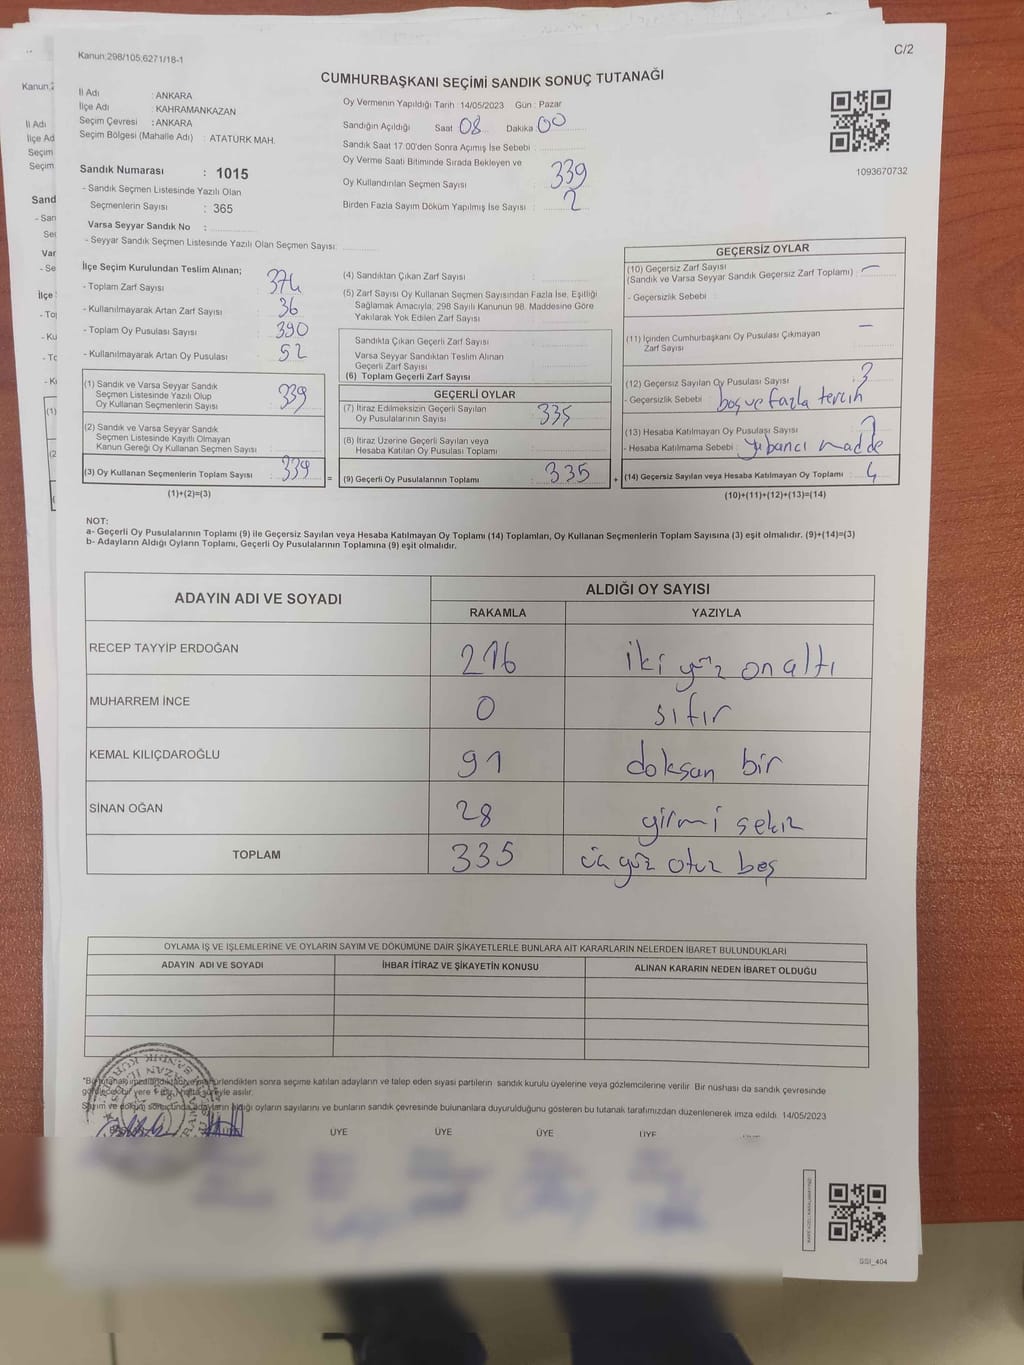 Kanun:298/105,6271/18-1
C/2
CUMHURBAŞKANI SEÇİMİ SANDIK SONUÇ TUTANAĞI
İl Adı : ANKARA
İlçe Adı : KAHRAMANKAZAN
Seçim Çevresi : ANKARA
Seçim Bölgesi (Mahalle Adı) : ATATÜRK MAH.
Sandık Numarası : 1015
- Sandık Seçmen Listesinde Yazılı Olan
Seçmenlerin Sayısı : 365
Varsa Seyyar Sandık No :
- Seyyar Sandık Seçmen Listesinde Yazılı Olan Seçmen Sayısı:
Oy Vermenin Yapıldığı Tarih :14/05/2023 Gün : Pazar
Sandığın Açıldığı Saat 08 Dakika 00
Sandık Saat 17:00'den Sonra Açımış İse Sebebi :
Oy Verme Saati Bitiminde Sırada Bekleyen ve
Oy Kullandırılan Seçmen Sayısı : 339
Birden Fazla Sayım Döküm Yapılmış İse Sayısı : 2
1093670732
İlçe Seçim Kurulundan Teslim Alınan;
- Toplam Zarf Sayısı : 374
- Kullanılmayarak Artan Zarf Sayısı : 36
- Toplam Oy Pusulası Sayısı : 390
- Kullanılmayarak Artan Oy Pusulası : 52
(1) Sandık ve Varsa Seyyar Sandık
Seçmen Listesinde Yazılı Olup
Oy Kullanan Seçmenlerin Sayısı : 339
(2) Sandık ve Varsa Seyyar Sandık
Seçmen Listesinde Kayıtlı Olmayan
Kanun Gereği Oy Kullanan Seçmen Sayısı :
(3) Oy Kullanan Seçmenlerin Toplam Sayısı : 339 =
(1)+(2)=(3)
(4) Sandıktan Çıkan Zarf Sayısı :
(5) Zarf Sayısı Oy Kullanan Seçmen Sayısından Fazla İse, Eşitliği
Sağlamak Amacıyla; 298 Sayılı Kanunun 98. Maddesine Göre
Yakılarak Yok Edilen Zarf Sayısı :
Sandıkta Çıkan Geçerli Zarf Sayısı :
Varsa Seyyar Sandıktan Teslim Alınan
Geçerli Zarf Sayısı :
(6) Toplam Geçerli Zarf Sayısı :
GEÇERLİ OYLAR
(7) İtiraz Edilmeksizin Geçerli Sayılan
Oy Pusulasının Sayısı : 335
(8) İtiraz Üzerine Geçerli Sayılan veya
Hesaba Katılan Oy Pusulası Toplamı :
(9) Geçerli Oy Pusulalarının Toplamı : 335 +
GEÇERSİZ OYLAR
(10) Geçersiz Zarf Sayısı
(Sandık ve Varsa Seyyar Sandık Geçersiz Zarf Toplamı) : —
- Geçersizlik Sebebi
(11) İçinden Cumhurbaşkanı Oy Pusulası Çıkmayan
Zarf Sayısı : —
(12) Geçersiz Sayılan Oy Pusulası Sayısı : 3
- Geçersizlik Sebebi : boş ve fazla tercih
(13) Hesaba Katılmayan Oy Pusulası Sayısı :
- Hesaba Katılmama Sebebi : yabancı madde
(14) Geçersiz Sayılan veya Hesaba Katılmayan Oy Toplamı : 4
(10)+(11)+(12)+(13)=(14)
NOT:
a- Geçerli Oy Pusulalarının Toplamı (9) ile Geçersiz Sayılan veya Hesaba Katılmayan Oy Toplamı (14) Toplamları, Oy Kullanan Seçmenlerin Toplam Sayısına (3) eşit olmalıdır. (9)+(14)=(3)
b- Adayların Aldığı Oyların Toplamı, Geçerli Oy Pusulalarının Toplamına (9) eşit olmalıdır.
ADAYIN ADI VE SOYADI
ALDIĞI OY SAYISI
RAKAMLA YAZIYLA
RECEP TAYYİP ERDOĞAN 216 iki yüz on altı
MUHARREM İNCE 0 sıfır
KEMAL KILIÇDAROĞLU 91 doksan bir
SİNAN OĞAN 28 yirmi sekiz
TOPLAM 335 üç yüz otuz beş
OYLAMA İŞ VE İŞLEMLERİNE VE OYLARIN SAYIM VE DÖKÜMÜNE DAİR ŞİKAYETLERLE BUNLARA AİT KARARLARIN NELERDEN İBARET BULUNDUKLARI
ADAYIN ADI VE SOYADI İHBAR İTİRAZ VE ŞİKAYETİN KONUSU ALINAN KARARIN NEDEN İBARET OLDUĞU
sonra seçime katılan adayların ve talep eden siyasi partilerin sandık kurulu üyelerine veya gözlemcilerine verilir. Bir nüshası da sandık çevresinde
asılır.
Sayım ve döküm sonucunda adayların aldığı oyların sayılarını ve bunların sandık çevresinde bulunanlara duyurulduğunu gösteren bu tutanak tarafımızdan düzenlenerek imza edildi. 14/05/2023
ÜYE ÜYE ÜYE ÜYE
GSI_404